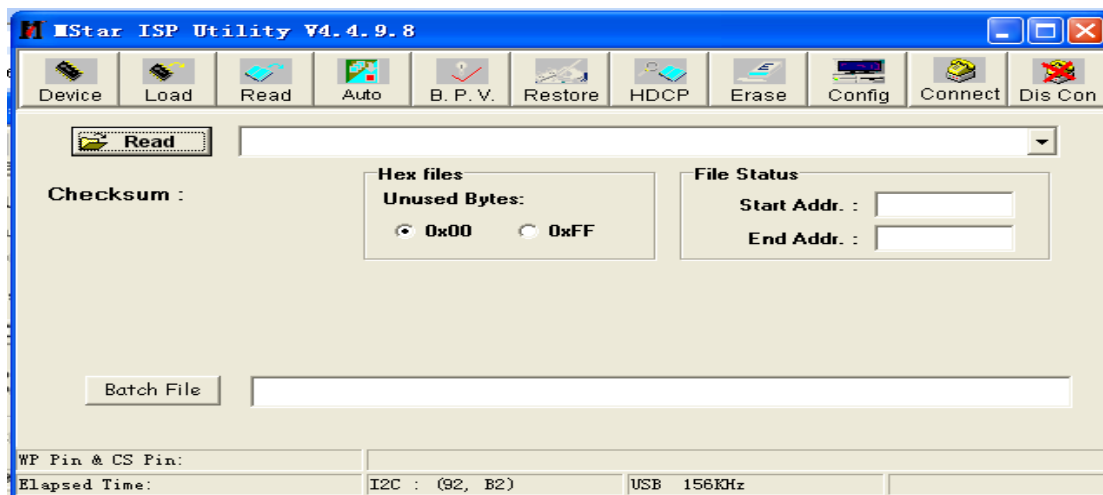 MStar ISP Utility V4.4.9.8
Device Load Read Auto B.P.V. Restore HDCP Erase Config Connect Dis Con
Read
Checksum :
Hex files
Unused Bytes:
0x00 0xFF
File Status
Start Addr. :
End Addr. :
Batch File
WP Pin & CS Pin:
Elapsed Time: I2C : (92, B2) USB 156KHz